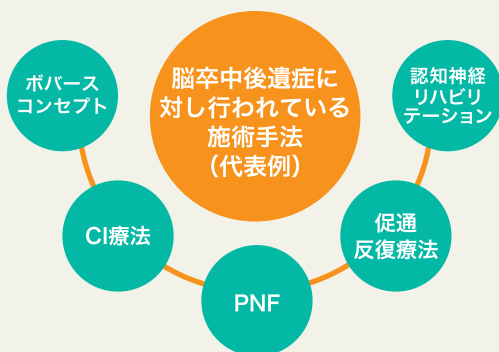 脳卒中後遺症に
対し行われている
施術手法
(代表例)
ボバース
コンセプト
CI療法
PNF
促通
反復療法
認知神経
リハビリ
テーション